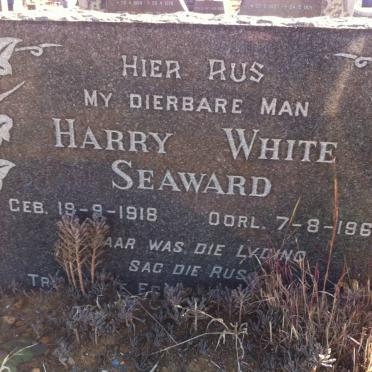 HIER RUS
MY DIERBARE MAN
HARRY WHITE
SEAWARD
GEB. 19-9-1918 OORL. 7-8-196
WAS DIE LYDING
SAG DIE RUS